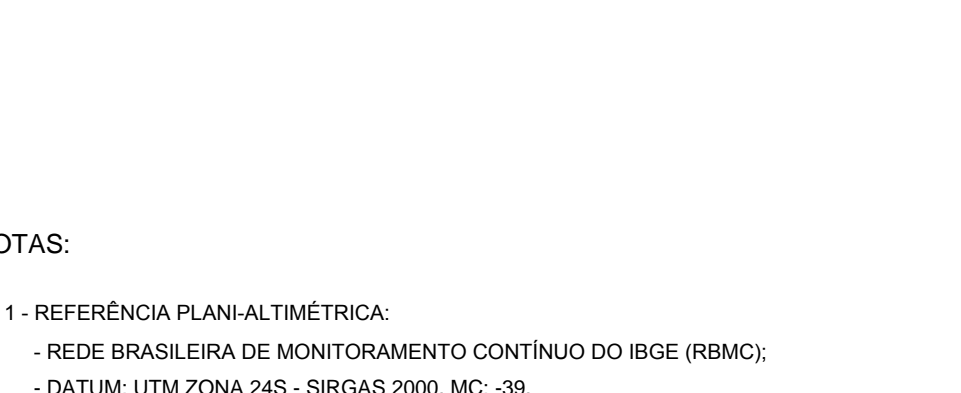 OTAS:
1 - REFERÊNCIA PLANI-ALTIMÉTRICA:
- REDE BRASILEIRA DE MONITORAMENTO CONTÍNUO DO IBGE (RBMC);
- DATUM: UTM ZONA 24S - SIRGAS 2000. MC: -39.